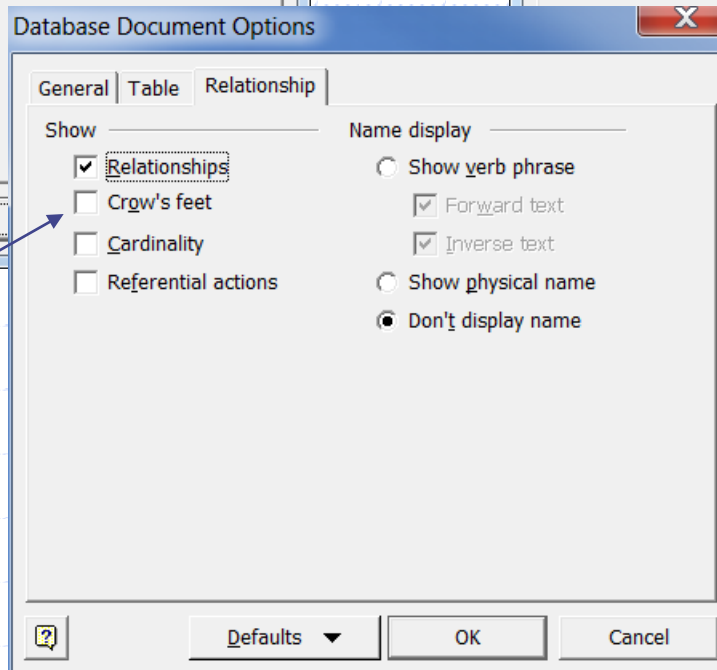 Database Document Options
X
General Table Relationship
Show
Relationships
Crow's feet
Cardinality
Referential actions
Name display
Show verb phrase
Forward text
Inverse text
Show physical name
Don't display name
?
Defaults
OK
Cancel